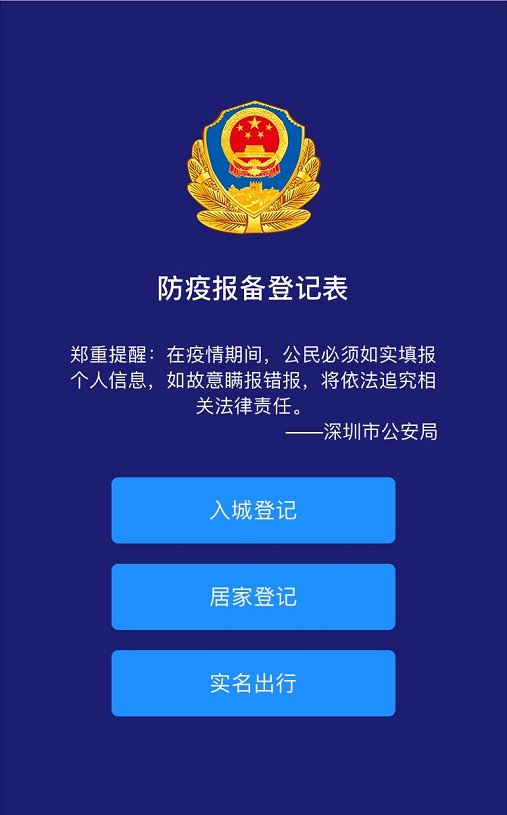 防疫报备登记表
郑重提醒：在疫情期间，公民必须如实填报
个人信息，如故意瞒报错报，将依法追究相
关法律责任。
——深圳市公安局
入城登记
居家登记
实名出行